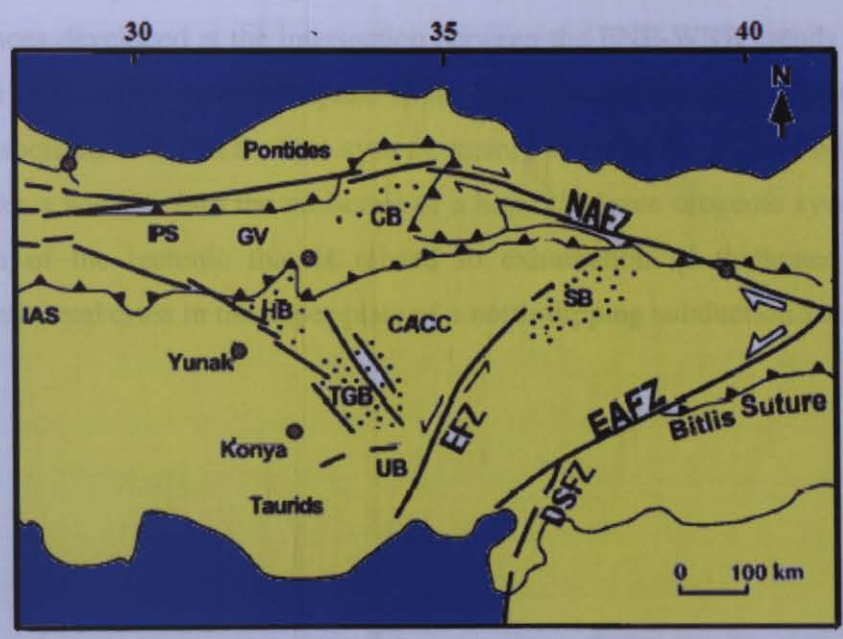 30 35 40
N
Pontides
NAFZ
CB
IPS GV
SB
HB
IAS
CACC
Yunak
TGB
EAFZ
Bitlis Suture
EFZ
Konya
UB
DSFZ
Taurids
0 100 km